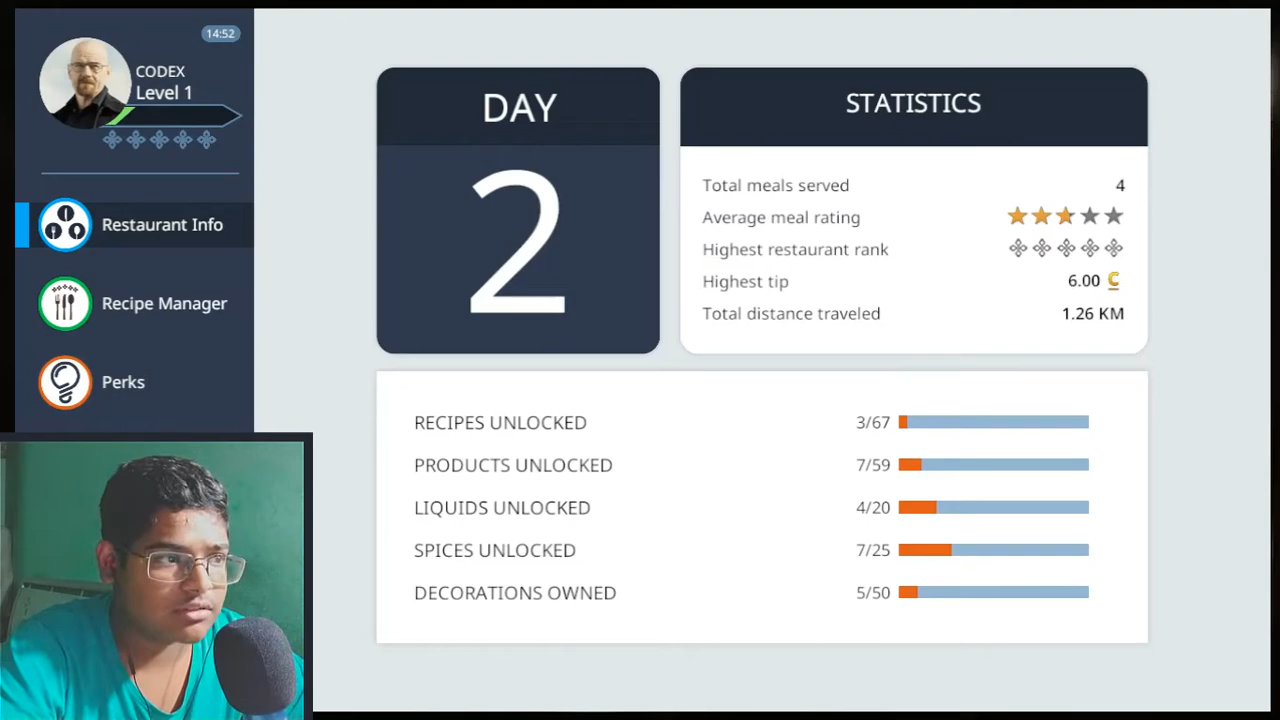 14:52
CODEX
Level 1
Restaurant Info
Recipe Manager
Perks
DAY
2
STATISTICS
Total meals served 4
Average meal rating
Highest restaurant rank
Highest tip 6.00 C
Total distance traveled 1.26 KM
RECIPES UNLOCKED 3/67
PRODUCTS UNLOCKED 7/59
LIQUIDS UNLOCKED 4/20
SPICES UNLOCKED 7/25
DECORATIONS OWNED 5/50